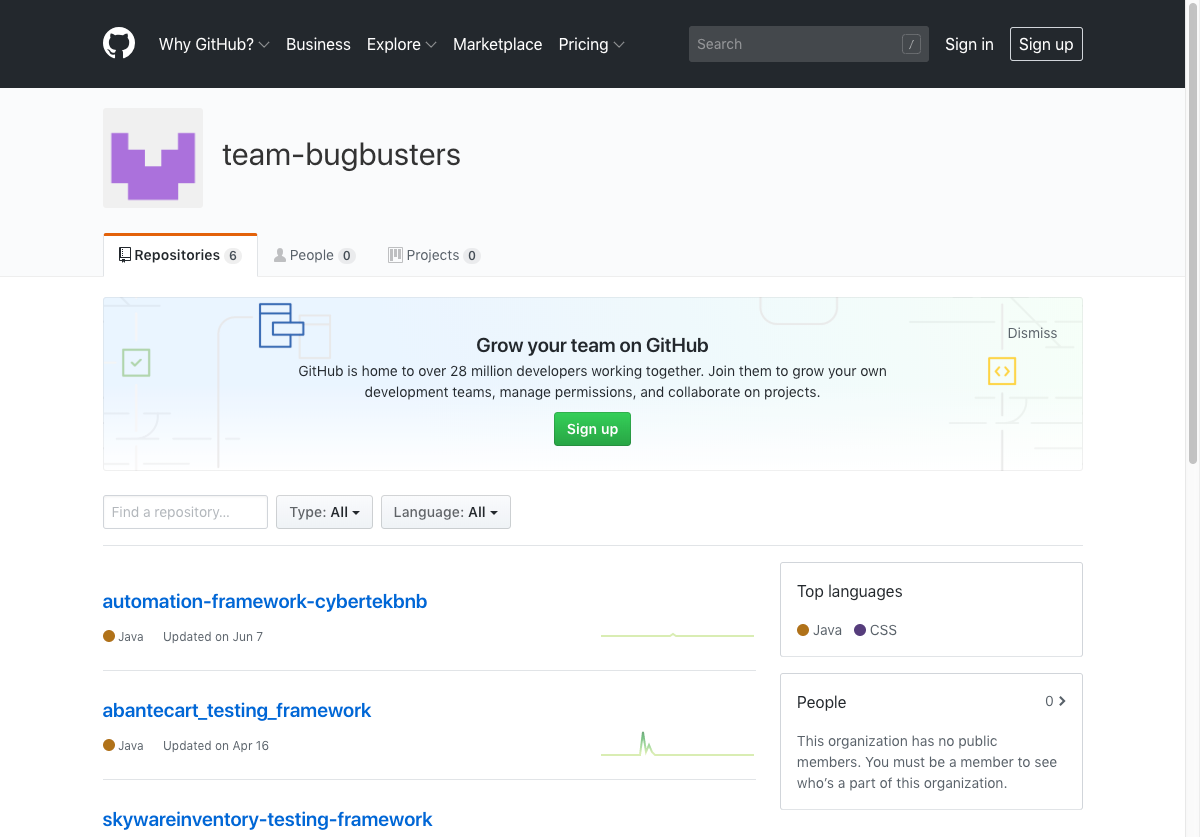 Why GitHub? Business Explore Marketplace Pricing Search / Sign in Sign up
team-bugbusters
Repositories 6 People 0 Projects 0
Dismiss
Grow your team on GitHub
GitHub is home to over 28 million developers working together. Join them to grow your own
development teams, manage permissions, and collaborate on projects.
Sign up
Find a repository... Type: All Language: All
automation-framework-cybertekbnb
Java Updated on Jun 7
abantecart_testing_framework
Java Updated on Apr 16
skywareinventory-testing-framework
Top languages
Java CSS
People 0
This organization has no public
members. You must be a member to see
who's a part of this organization.